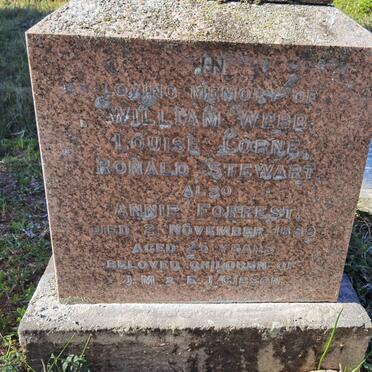 IN
LOVING MEMORY OF
WILLIAM WEBB.
LOUISE LORNE.
RONALD STEWART.
ALSO
ANNIE FORREST.
DIED 2 NOVEMBER
AGED YEARS
BELOVED CHILDREN OF
J. M. & E. J. GIBSON.